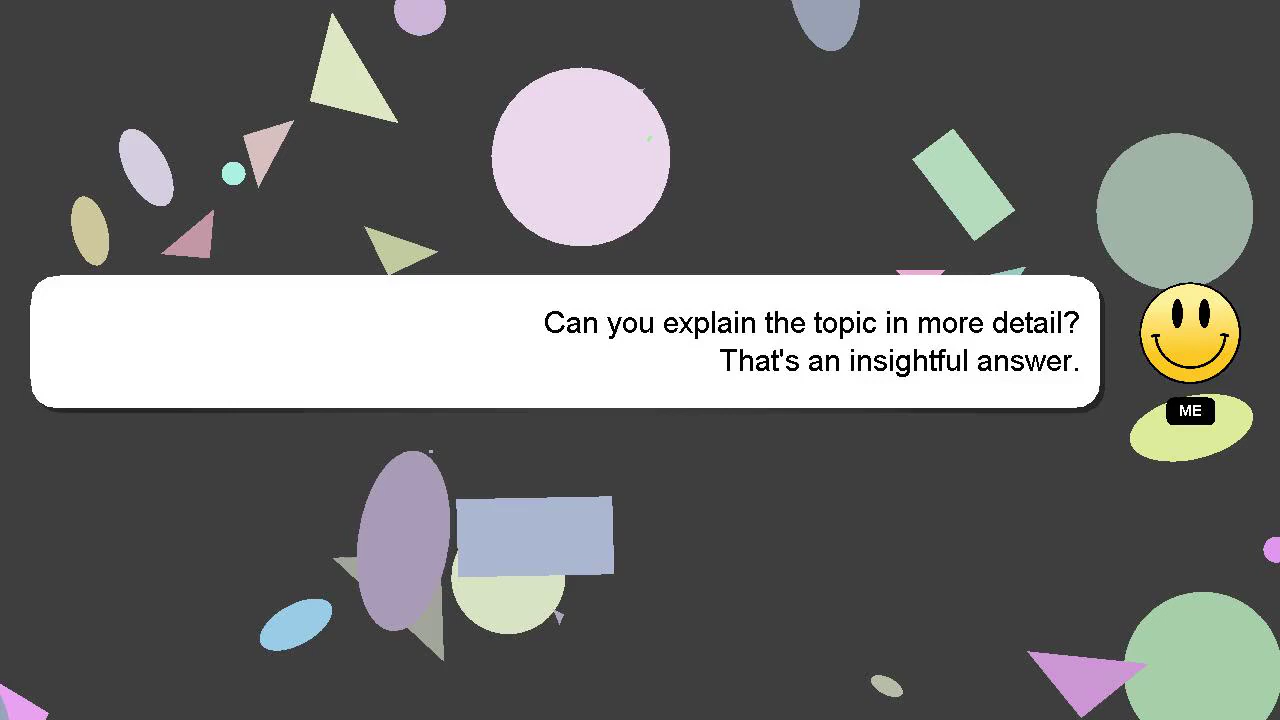 Can you explain the topic in more detail?
That's an insightful answer.
ME